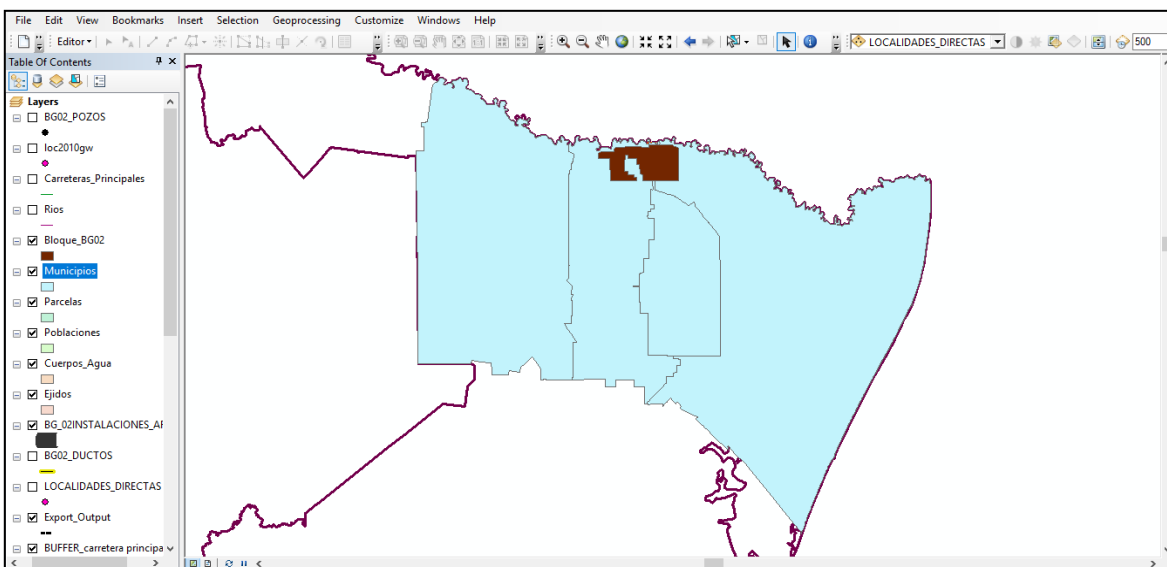 File Edit View Bookmarks Insert Selection Geoprocessing Customize Windows Help
Editor LOCALIDADES_DIRECTAS 500
Table Of Contents
Layers
BG02_POZOS
loc2010gw
Carreteras_Principales
Rios
Bloque_BG02
Municipios
Parcelas
Poblaciones
Cuerpos_Agua
Ejidos
BG_02INSTALACIONES_AF
BG02_DUCTOS
LOCALIDADES_DIRECTAS
Export_Output
BUFFER_carretera principa